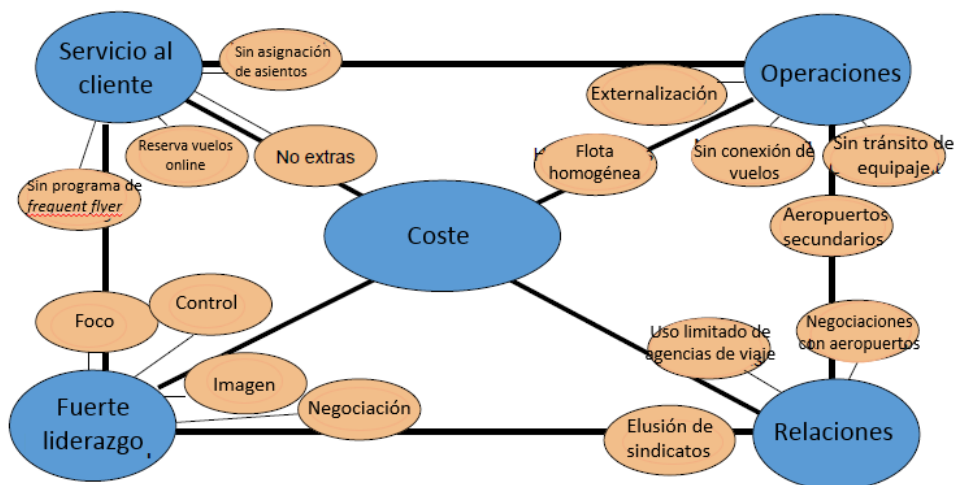 Servicio al
cliente
Sin asignación
de asientos
Operaciones
Externalización
Reserva vuelos
online
No extras
Flota
homogénea
Sin conexión de
vuelos
Sin tránsito de
equipaje.
Sin programa de
frequent flyer
Aeropuertos
secundarios
Coste
Foco
Control
Uso limitado de
agencias de viaje
Negociaciones
con aeropuertos
Imagen
Negociación
Fuerte
liderazgo
Elusión de
sindicatos
Relaciones